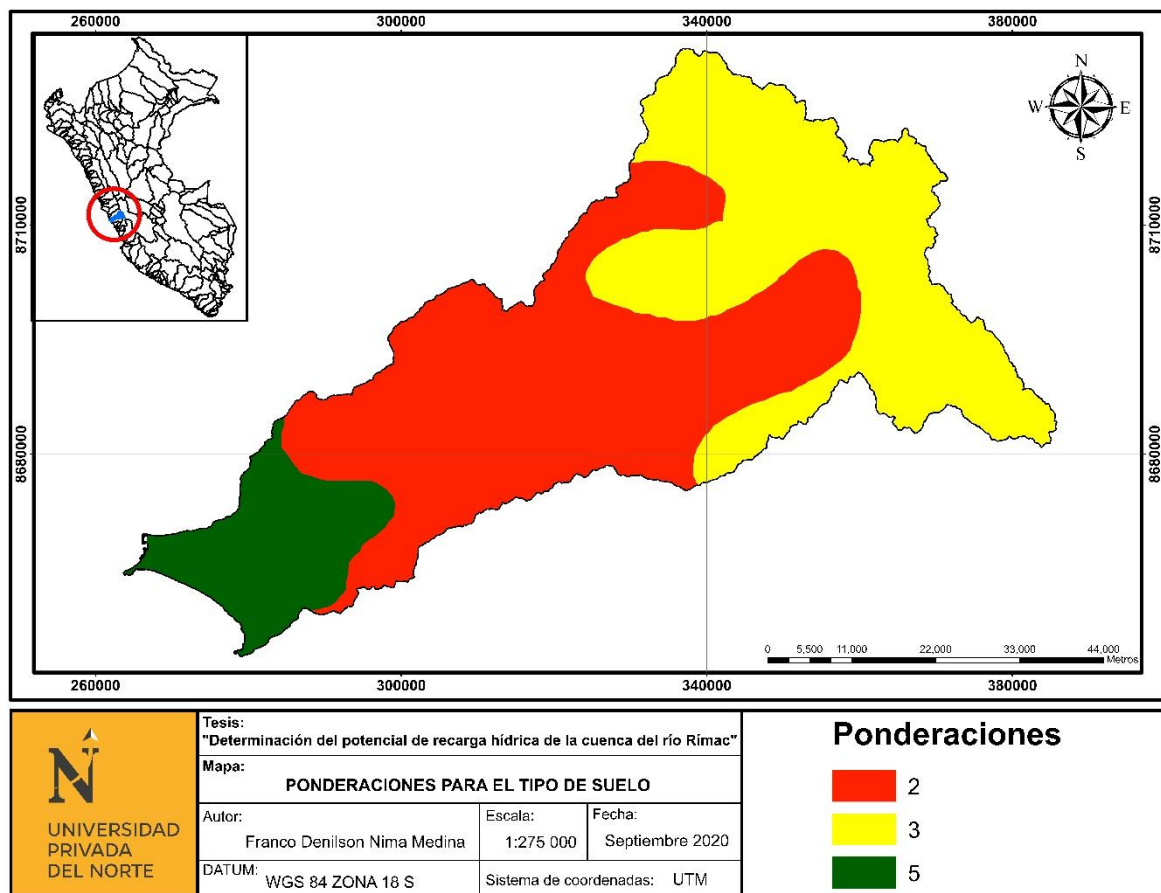 260000 300000 340000 380000
N
W E
S
8710000 8710000
8680000 8680000
0 5,500 11,000 22,000 33,000 44,000
Metros
260000 300000 340000 380000
N
UNIVERSIDAD
PRIVADA
DEL NORTE
Tesis:
"Determinación del potencial de recarga hídrica de la cuenca del río Rímac"
Mapa:
PONDERACIONES PARA EL TIPO DE SUELO
Autor:
Franco Denilson Nima Medina
Escala:
1:275 000
Fecha:
Septiembre 2020
DATUM: WGS 84 ZONA 18 S
Sistema de coordenadas: UTM
Ponderaciones
2
3
5